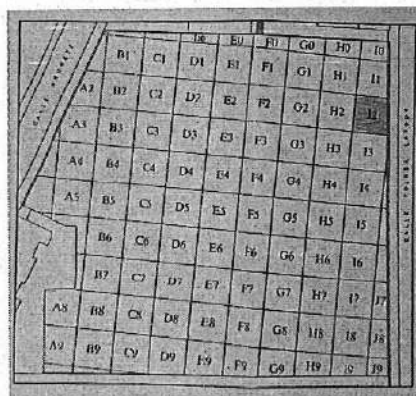 D0 E0 F0 G0 H0 I0
B1 C1 D1 E1 F1 G1 H1 I1
A2 B2 C2 D2 E2 F2 G2 H2 I2
A3 B3 C3 D3 E3 F3 G3 H3 I3
A4 B4 C4 D4 E4 F4 G4 H4 I4
A5 B5 C5 D5 E5 F5 G5 H5 I5
B6 C6 D6 E6 F6 G6 H6 I6
B7 C7 D7 E7 F7 G7 H7 I7 J7
A8 B8 C8 D8 E8 F8 G8 H8 I8 J8
A9 B9 C9 D9 E9 F9 G9 H9 I9 J9
CALLE
CALLE